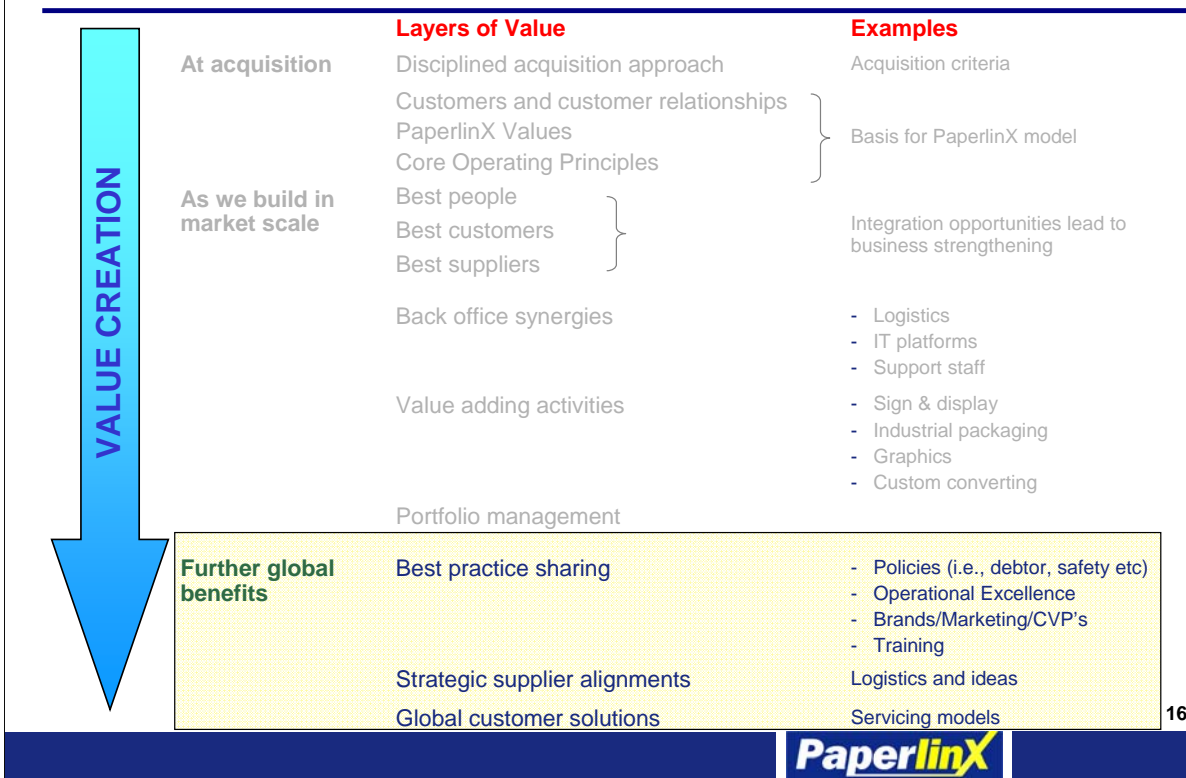 Layers of Value Examples
At acquisition Disciplined acquisition approach Acquisition criteria
Customers and customer relationships
PaperlinX Values Basis for PaperlinX model
Core Operating Principles
As we build in Best people
market scale Best customers Integration opportunities lead to
business strengthening
Best suppliers
Back office synergies - Logistics
- IT platforms
- Support staff
Value adding activities - Sign & display
- Industrial packaging
- Graphics
- Custom converting
Portfolio management
VALUE CREATION
Further global Best practice sharing - Policies (i.e., debtor, safety etc)
benefits - Operational Excellence
- Brands/Marketing/CVP's
- Training
Strategic supplier alignments Logistics and ideas
Global customer solutions Servicing models
16
PaperlinX